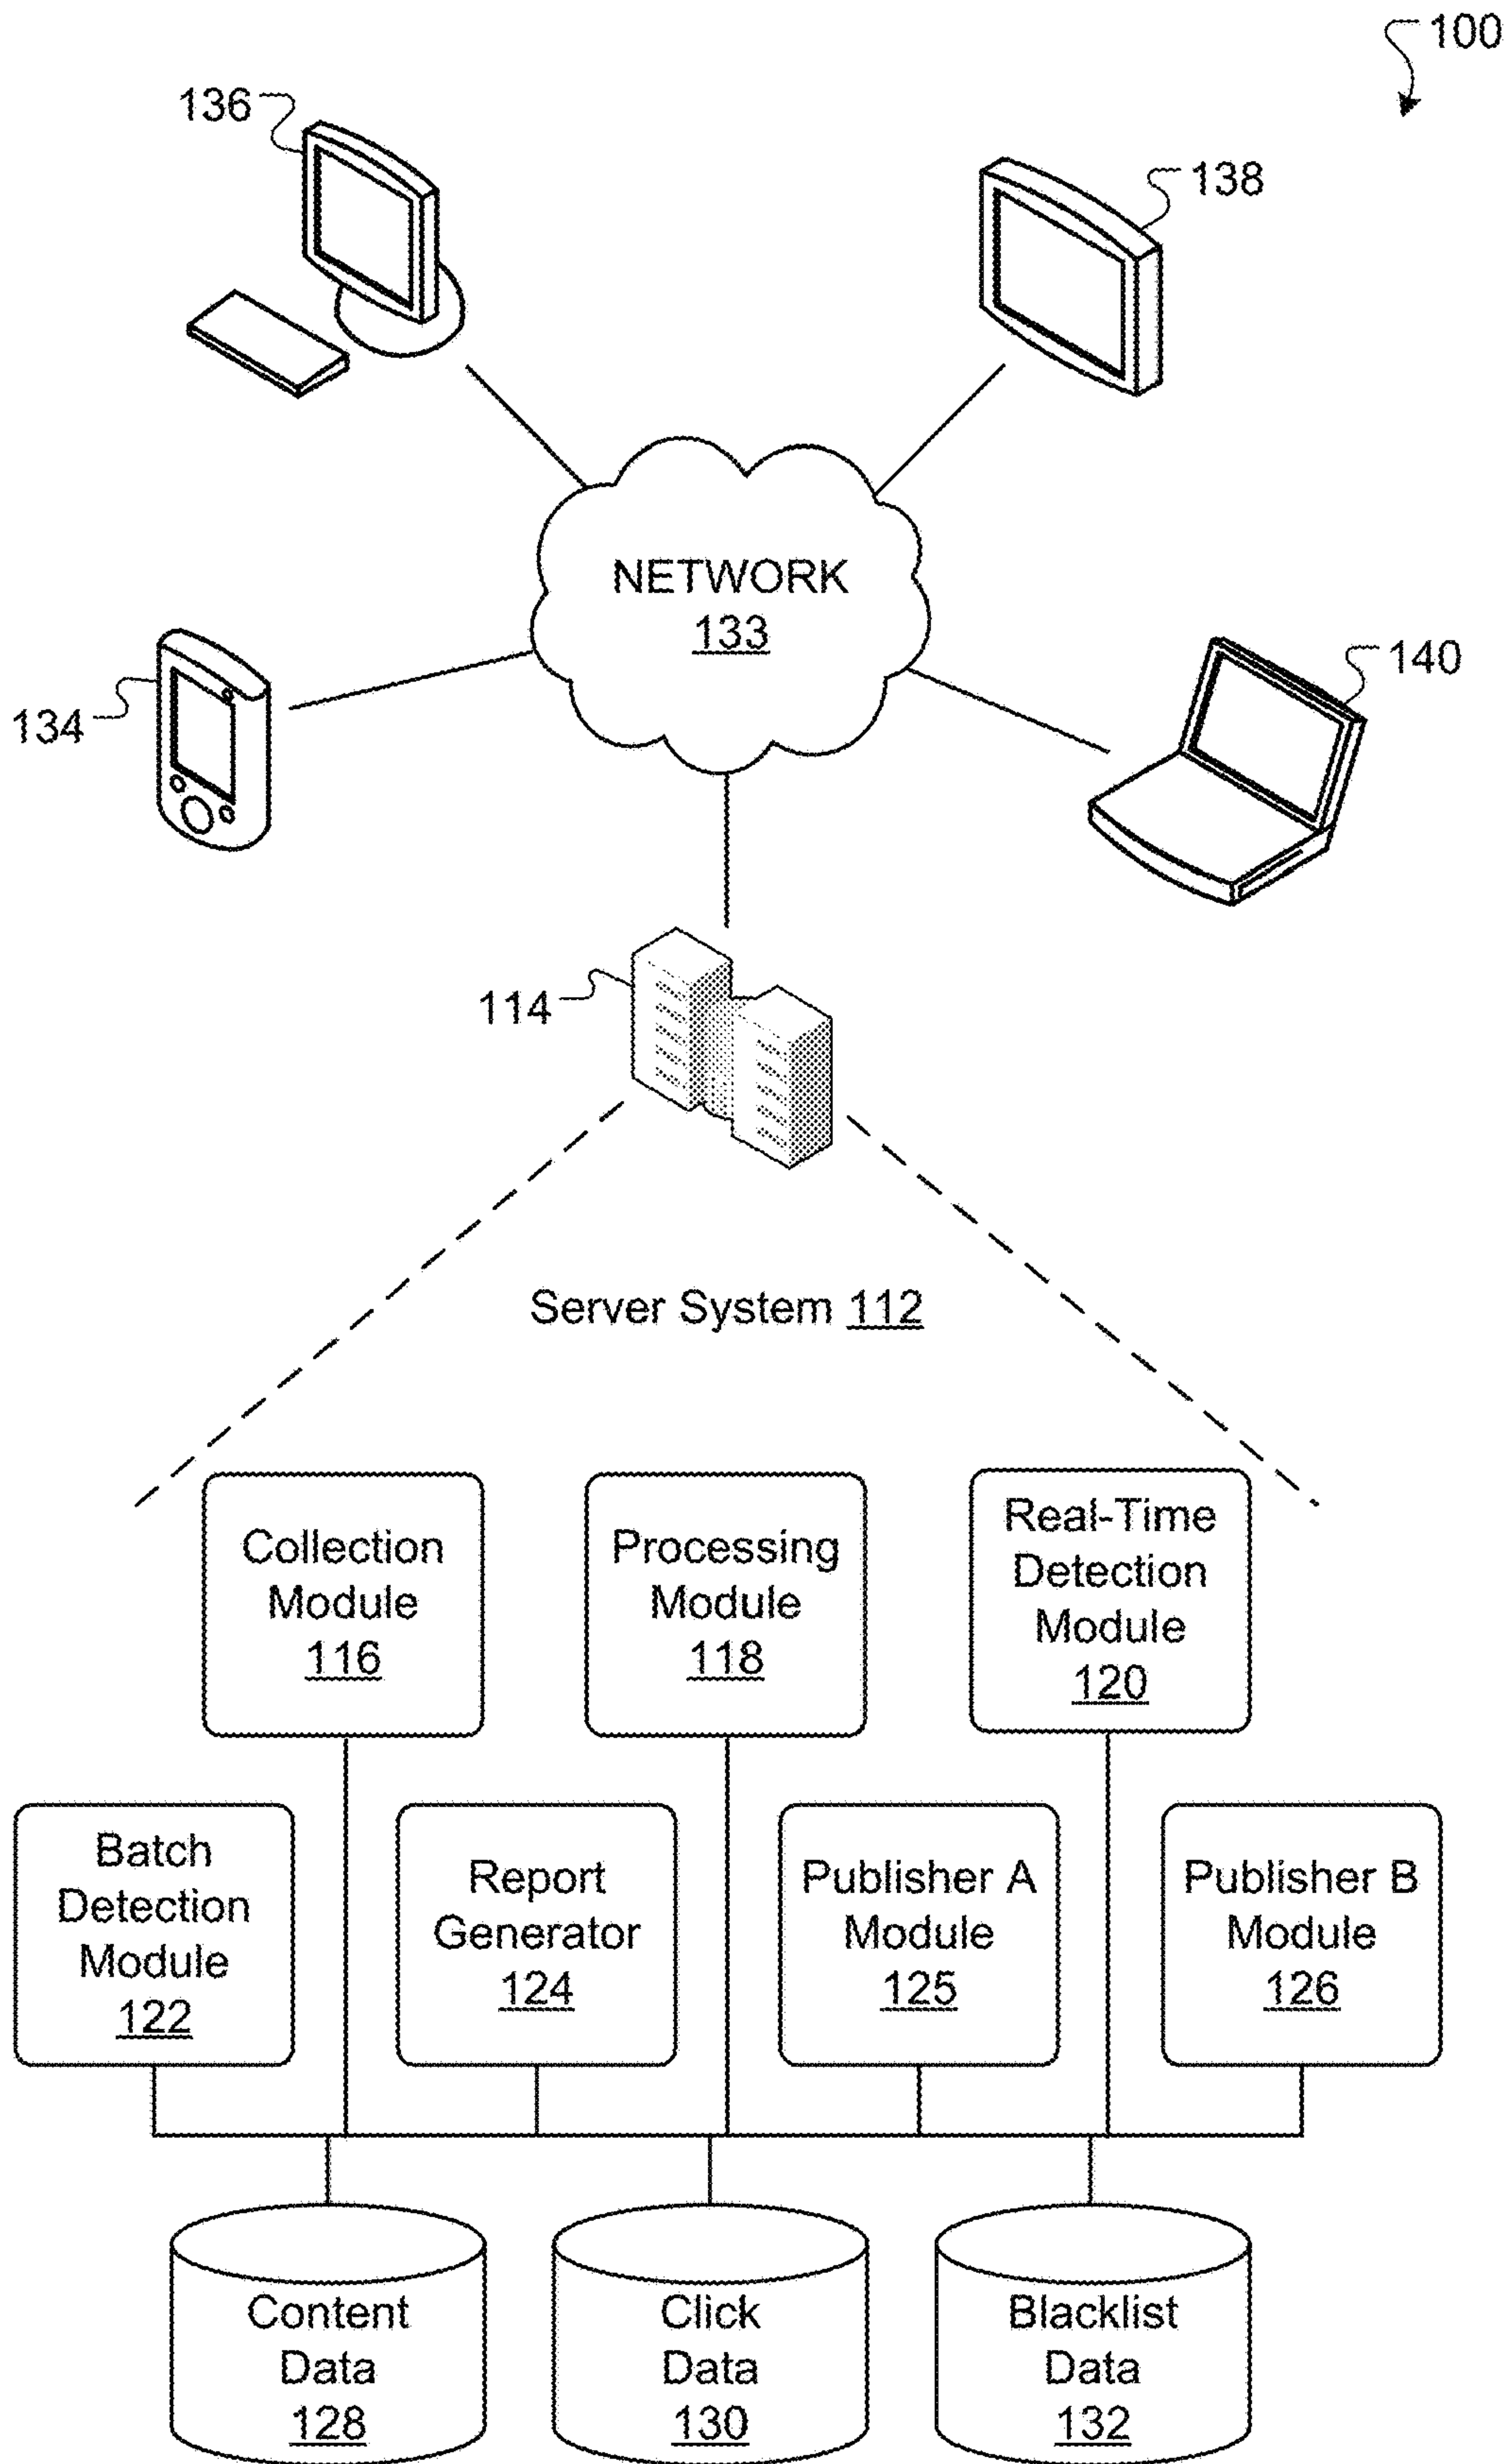 100
136
138
NETWORK
133
134
140
114
Server System 112
Collection
Module
116
Processing
Module
118
Real-Time
Detection
Module
120
Batch
Detection
Module
122
Report
Generator
124
Publisher A
Module
125
Publisher B
Module
126
Content
Data
128
Click
Data
130
Blacklist
Data
132